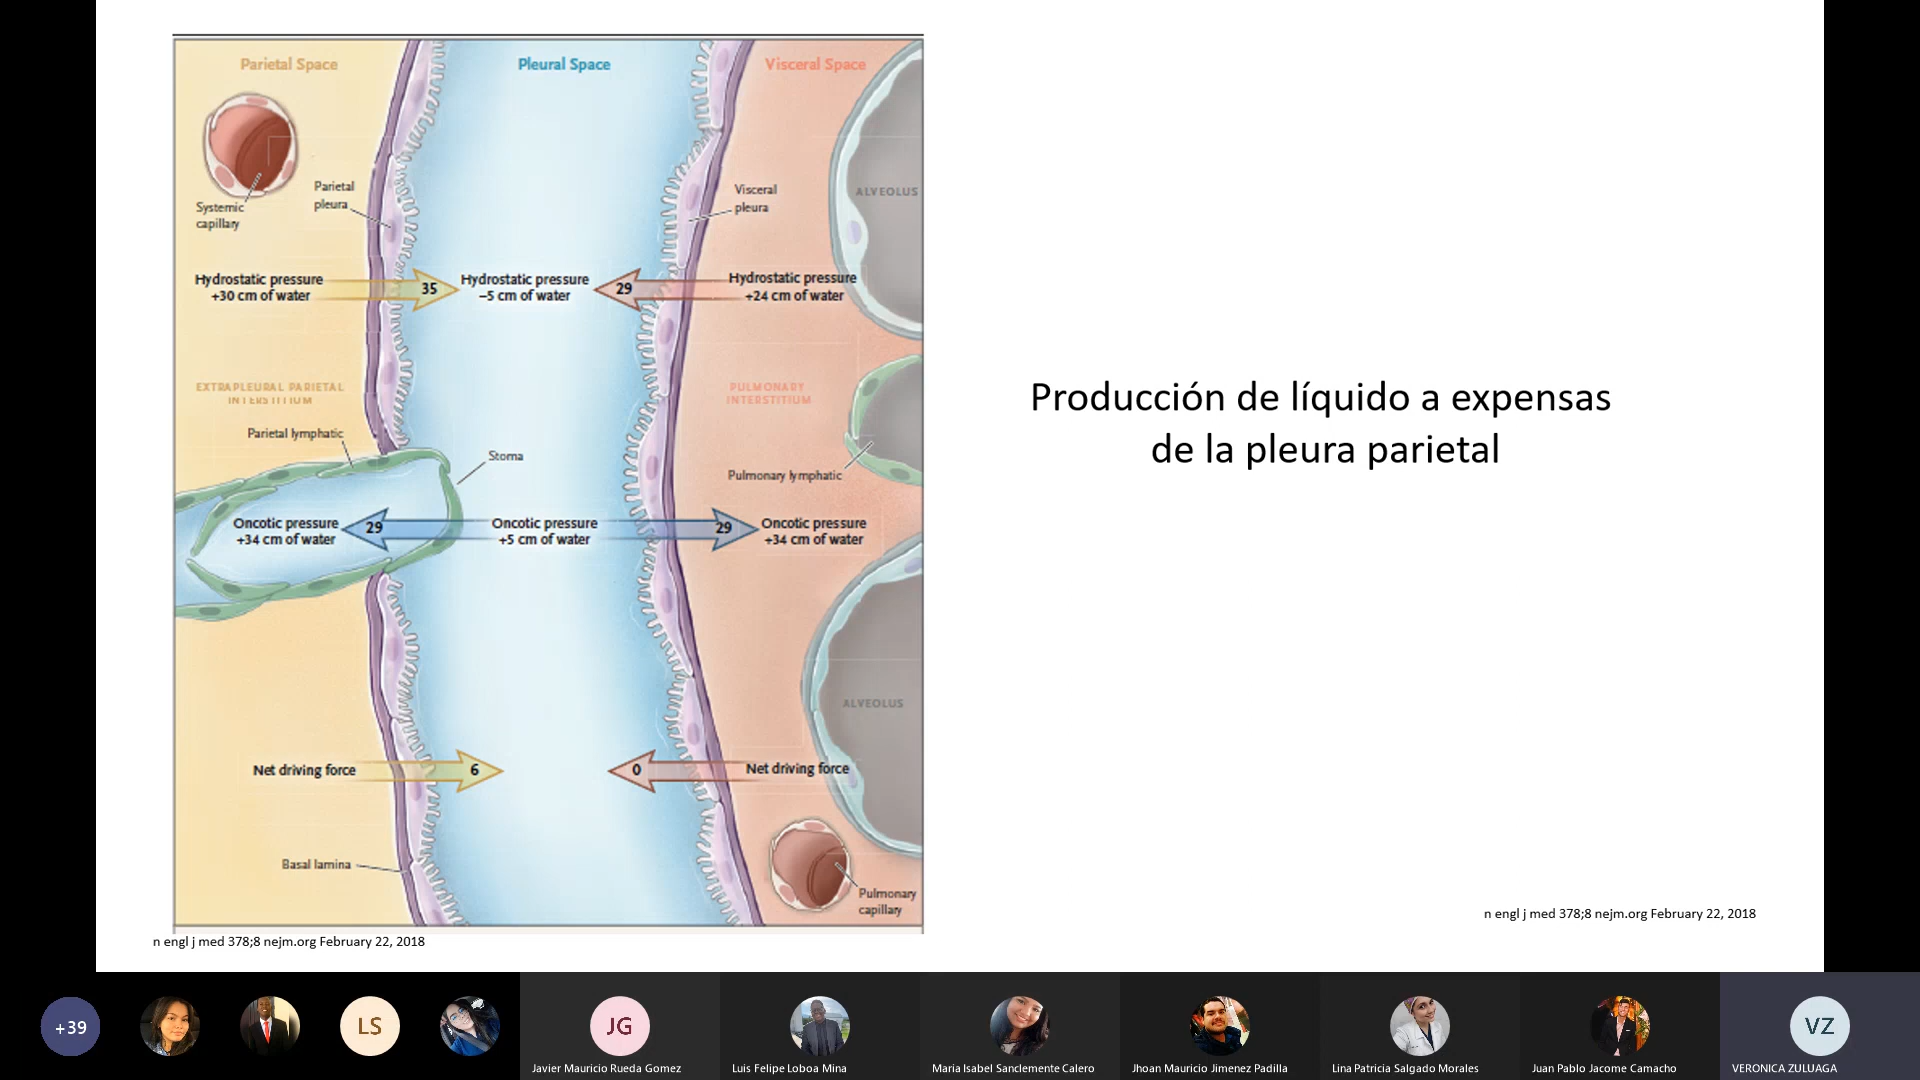 Parietal Space
Pleural Space
Visceral Space
ALVEOLUS
Parietal
pleura
Visceral
pleura
Systemic
capillary
Hydrostatic pressure
+30 cm of water
35
Hydrostatic pressure
–5 cm of water
29
Hydrostatic pressure
+24 cm of water
EXTRAPLEURAL PARIETAL
INTERSTITIUM
PULMONARY
INTERSTITIUM
Parietal lymphatic
Stoma
Pulmonary lymphatic
Oncotic pressure
+34 cm of water
29
Oncotic pressure
+5 cm of water
29
Oncotic pressure
+34 cm of water
ALVEOLUS
Net driving force
6
0
Net driving force
Basal lamina
Pulmonary
capillary
n engl j med 378;8 nejm.org February 22, 2018
Producción de líquido a expensas
de la pleura parietal
n engl j med 378;8 nejm.org February 22, 2018
+39
LS
JG
Javier Mauricio Rueda Gomez
Luis Felipe Loboa Mina
Maria Isabel Sanclemente Calero
Jhoan Mauricio Jimenez Padilla
Lina Patricia Salgado Morales
Juan Pablo Jacome Camacho
VZ
VERONICA ZULUAGA